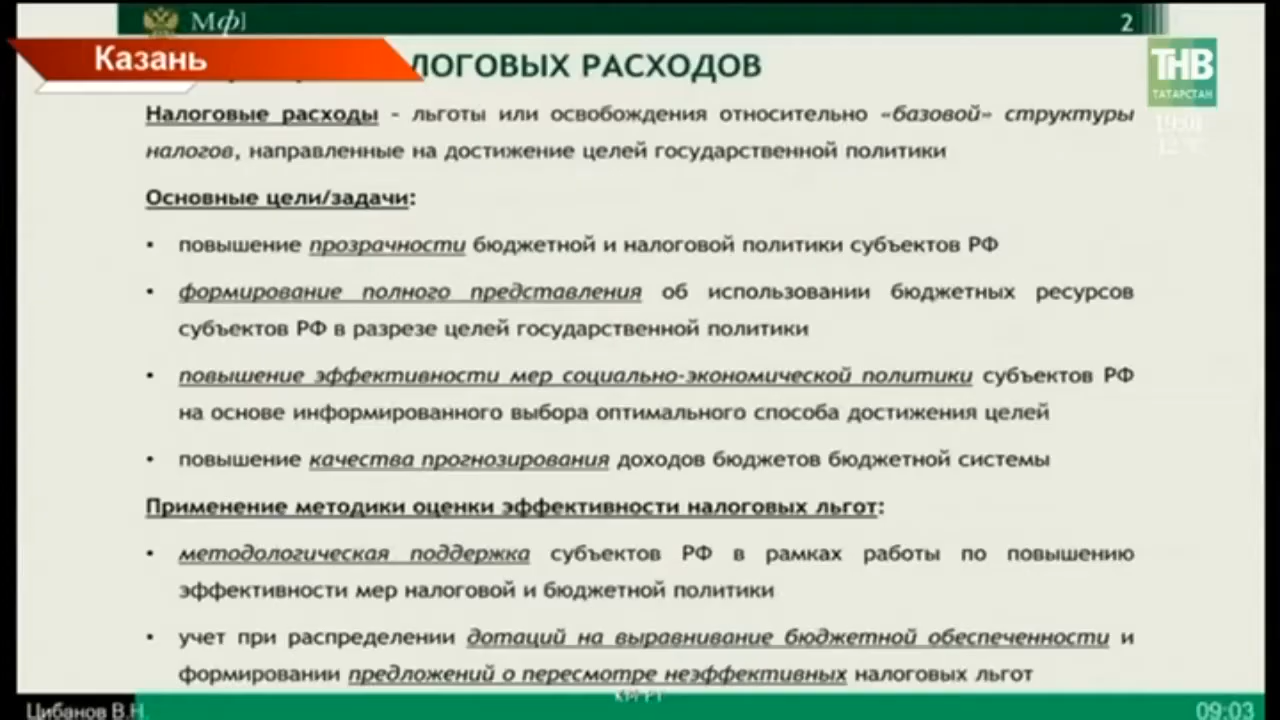 Мф
2
Казань
ЛОГОВЫХ РАСХОДОВ
ТНВ
ТАТАРСТАН
Налоговые расходы - льготы или освобождения относительно «базовой» структуры
налогов, направленные на достижение целей государственной политики
Основные цели/задачи:
• повышение прозрачности бюджетной и налоговой политики субъектов РФ
• формирование полного представления об использовании бюджетных ресурсов
субъектов РФ в разрезе целей государственной политики
• повышение эффективности мер социально-экономической политики субъектов РФ
на основе информированного выбора оптимального способа достижения целей
• повышение качества прогнозирования доходов бюджетов бюджетной системы
Применение методики оценки эффективности налоговых льгот:
• методологическая поддержка субъектов РФ в рамках работы по повышению
эффективности мер налоговой и бюджетной политики
• учет при распределении дотаций на выравнивание бюджетной обеспеченности и
формировании предложений о пересмотре неэффективных налоговых льгот
Цибанов В.Н.
09:03